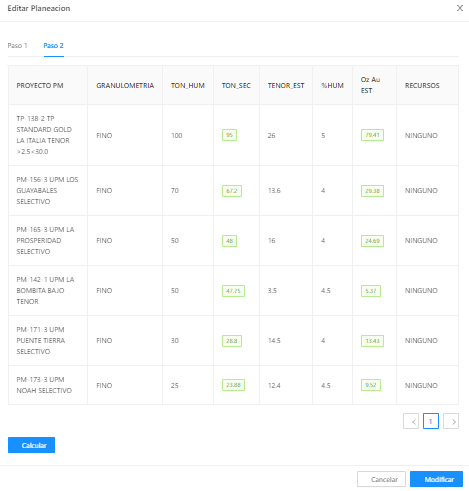 Editar Planeacion
Paso 1 Paso 2
PROYECTO PM GRANULOMETRIA TON_HUM TON_SEC TENOR_EST %HUM Oz Au EST RECURSOS
TP-138-2 TP
STANDARD GOLD
LA ITALIA TENOR
>2.5<30.0
FINO 100 95 26 5 79.41 NINGUNO
PM-156-3 UPM LOS
GUAYABALES
SELECTIVO
FINO 70 67.2 13.6 4 29.38 NINGUNO
PM-165-3 UPM LA
PROSPERIDAD
SELECTIVO
FINO 50 48 16 4 24.69 NINGUNO
PM-142-1 UPM LA
BOMBITA BAJO
TENOR
FINO 50 47.75 3.5 4.5 5.37 NINGUNO
PM-171-3 UPM
PUENTE TIERRA
SELECTIVO
FINO 30 28.8 14.5 4 13.43 NINGUNO
PM-173-3 UPM
NOAH SELECTIVO
FINO 25 23.88 12.4 4.5 9.52 NINGUNO
1
Calcular
Cancelar Modificar